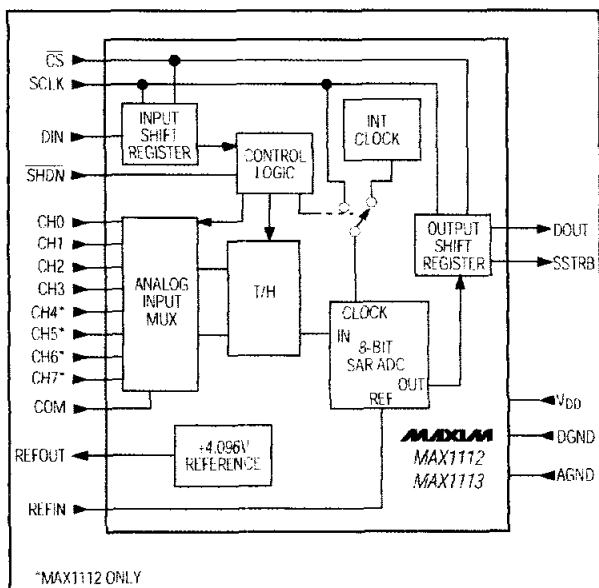 CS
SCLK
DIN
SHDN
CH0
CH1
CH2
CH3
CH4*
CH5*
CH6*
CH7*
COM
REFOUT
REFIN
INPUT
SHIFT
REGISTER
CONTROL
LOGIC
INT
CLOCK
ANALOG
INPUT
MUX
T/H
CLOCK
IN
8-BIT
SAR ADC
OUT
REF
OUTPUT
SHIFT
REGISTER
+4.096V
REFERENCE
MAXIM
MAX1112
MAX1113
DOUT
SSTRB
VDD
DGND
AGND
*MAX1112 ONLY